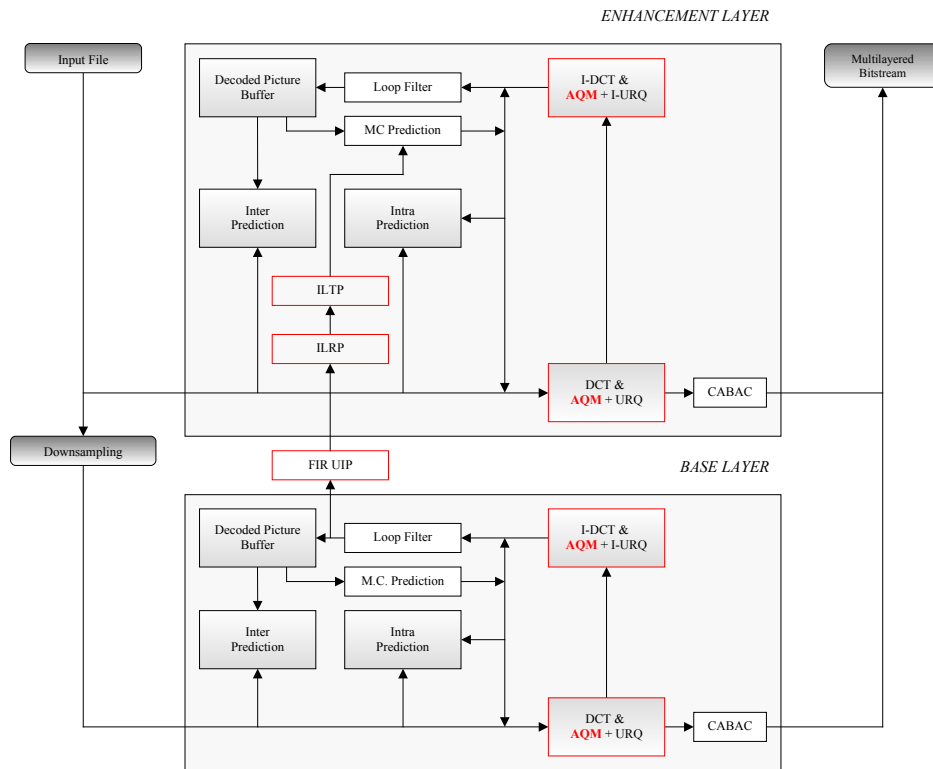 ENHANCEMENT LAYER
Input File
Multilayered
Bitstream
Decoded Picture
Buffer
Loop Filter
I-DCT &
AQM + I-URQ
MC Prediction
Inter
Prediction
Intra
Prediction
ILTP
ILRP
DCT &
AQM + URQ
CABAC
Downsampling
FIR UIP
BASE LAYER
Decoded Picture
Buffer
Loop Filter
I-DCT &
AQM + I-URQ
M.C. Prediction
Inter
Prediction
Intra
Prediction
DCT &
AQM + URQ
CABAC